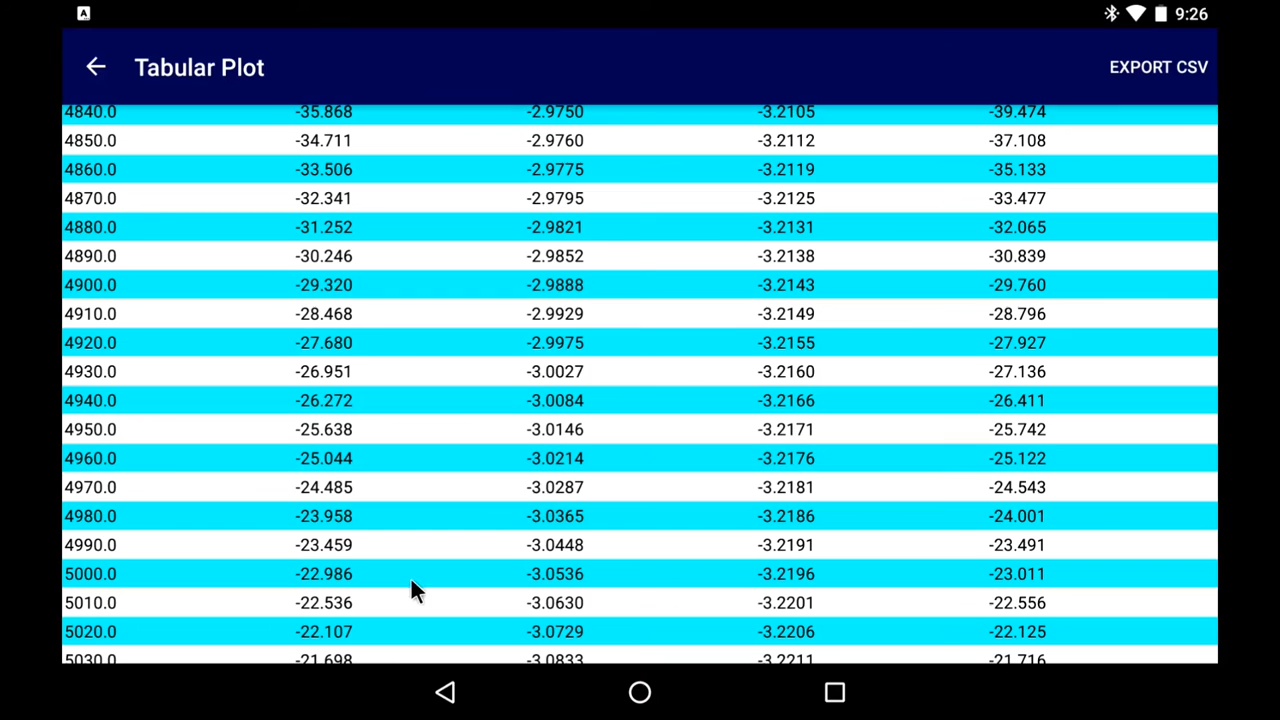 A 9:26
Tabular Plot EXPORT CSV
4840.0 -35.868 -2.9750 -3.2105 -39.474
4850.0 -34.711 -2.9760 -3.2112 -37.108
4860.0 -33.506 -2.9775 -3.2119 -35.133
4870.0 -32.341 -2.9795 -3.2125 -33.477
4880.0 -31.252 -2.9821 -3.2131 -32.065
4890.0 -30.246 -2.9852 -3.2138 -30.839
4900.0 -29.320 -2.9888 -3.2143 -29.760
4910.0 -28.468 -2.9929 -3.2149 -28.796
4920.0 -27.680 -2.9975 -3.2155 -27.927
4930.0 -26.951 -3.0027 -3.2160 -27.136
4940.0 -26.272 -3.0084 -3.2166 -26.411
4950.0 -25.638 -3.0146 -3.2171 -25.742
4960.0 -25.044 -3.0214 -3.2176 -25.122
4970.0 -24.485 -3.0287 -3.2181 -24.543
4980.0 -23.958 -3.0365 -3.2186 -24.001
4990.0 -23.459 -3.0448 -3.2191 -23.491
5000.0 -22.986 -3.0536 -3.2196 -23.011
5010.0 -22.536 -3.0630 -3.2201 -22.556
5020.0 -22.107 -3.0729 -3.2206 -22.125
5030.0 -21.698 -3.0833 -3.2211 -21.716